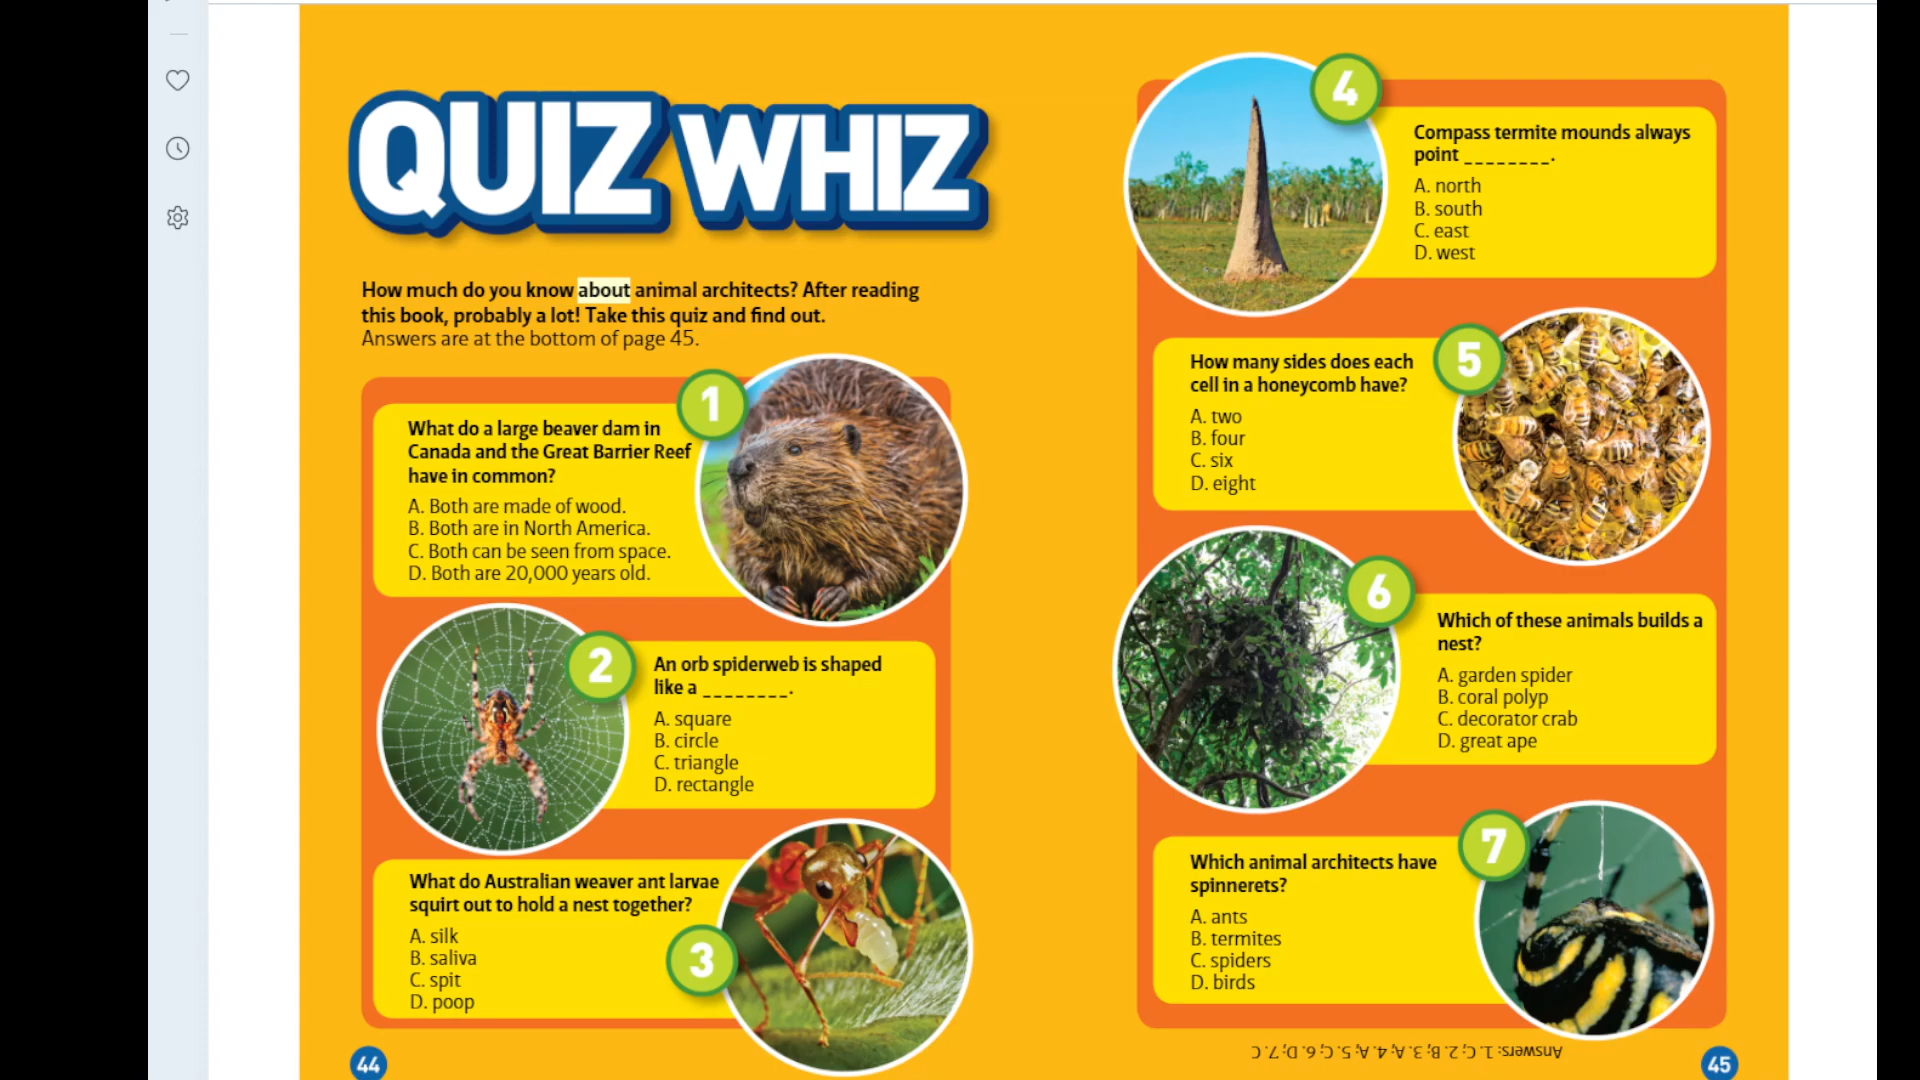 QUIZ WHIZ
How much do you know about animal architects? After reading
this book, probably a lot! Take this quiz and find out.
Answers are at the bottom of page 45.
1
What do a large beaver dam in
Canada and the Great Barrier Reef
have in common?
A. Both are made of wood.
B. Both are in North America.
C. Both can be seen from space.
D. Both are 20,000 years old.
2
An orb spiderweb is shaped
like a ________.
A. square
B. circle
C. triangle
D. rectangle
What do Australian weaver ant larvae
squirt out to hold a nest together?
A. silk
B. saliva
C. spit
D. poop
3
44
4
Compass termite mounds always
point ________.
A. north
B. south
C. east
D. west
5
How many sides does each
cell in a honeycomb have?
A. two
B. four
C. six
D. eight
6
Which of these animals builds a
nest?
A. garden spider
B. coral polyp
C. decorator crab
D. great ape
7
Which animal architects have
spinnerets?
A. ants
B. termites
C. spiders
D. birds
Answers: 1. C; 2. B; 3. A; 4. A; 5. C; 6. D; 7. C
45